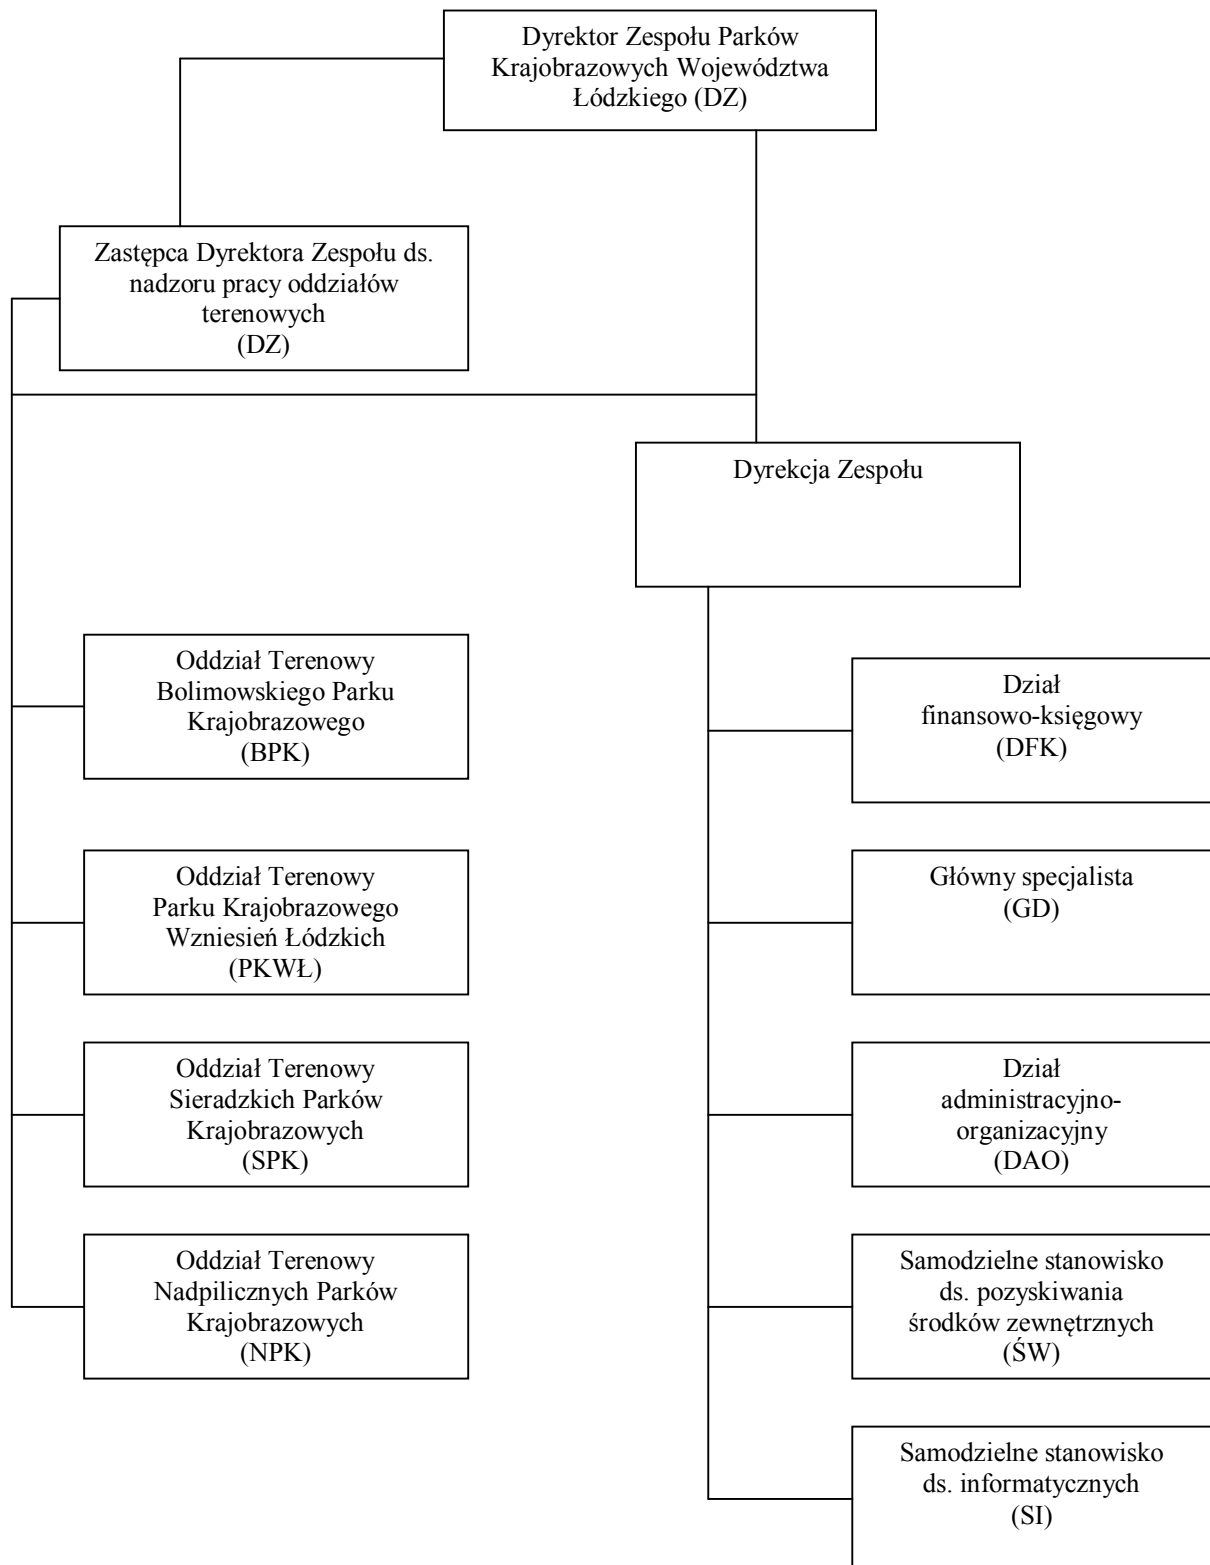 Dyrektor Zespołu Parków
Krajobrazowych Województwa
Łódzkiego (DZ)
Zastępca Dyrektora Zespołu ds.
nadzoru pracy oddziałów
terenowych
(DZ)
Dyrekcja Zespołu
Oddział Terenowy
Bolimowskiego Parku
Krajobrazowego
(BPK)
Oddział Terenowy
Parku Krajobrazowego
Wzniesień Łódzkich
(PKWŁ)
Oddział Terenowy
Sieradzkich Parków
Krajobrazowych
(SPK)
Oddział Terenowy
Nadpilicznych Parków
Krajobrazowych
(NPK)
Dział
finansowo-księgowy
(DFK)
Główny specjalista
(GD)
Dział
administracyjno-
organizacyjny
(DAO)
Samodzielne stanowisko
ds. pozyskiwania
środków zewnętrznych
(ŚW)
Samodzielne stanowisko
ds. informatycznych
(SI)